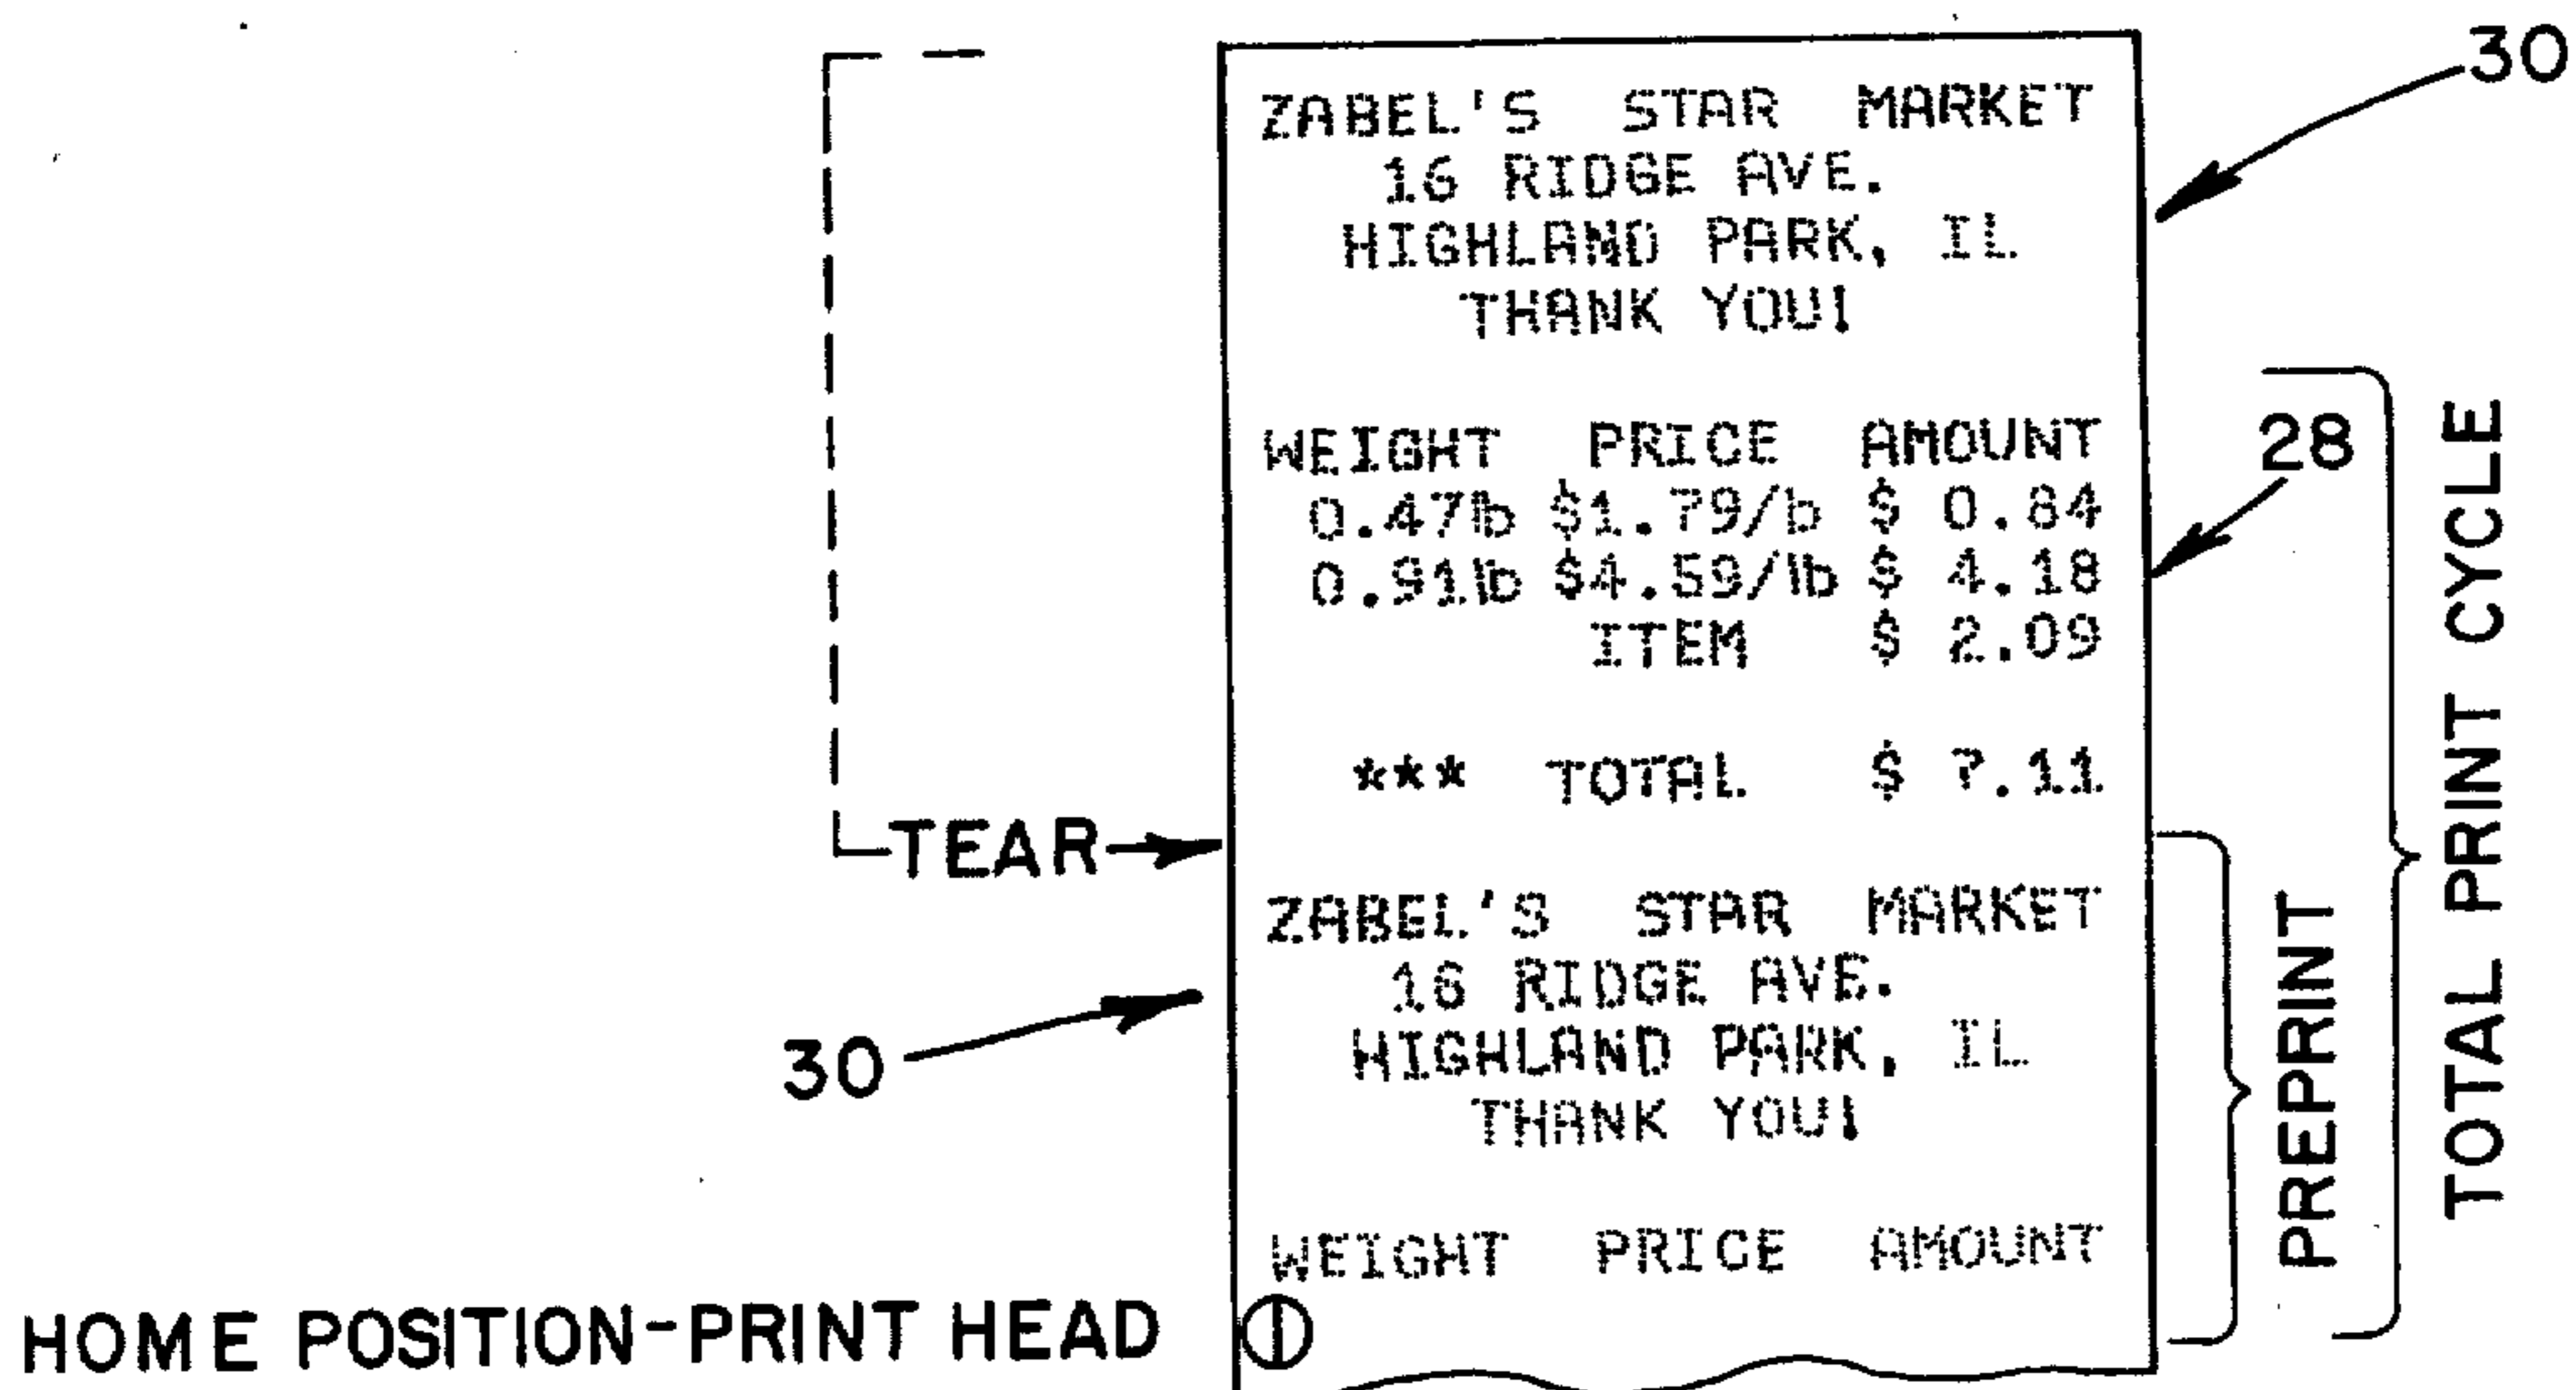 30
ZABEL'S STAR MARKET
16 RIDGE AVE.
HIGHLAND PARK, IL
THANK YOU!
WEIGHT PRICE AMOUNT
28
0.47lb $1.79/b $ 0.84
0.91lb $4.59/lb $ 4.18
ITEM $ 2.09
*** TOTAL $ 7.11
TEAR
ZABEL'S STAR MARKET
16 RIDGE AVE.
HIGHLAND PARK, IL
THANK YOU!
30
WEIGHT PRICE AMOUNT
HOME POSITION-PRINT HEAD
PREPRINT
TOTAL PRINT CYCLE